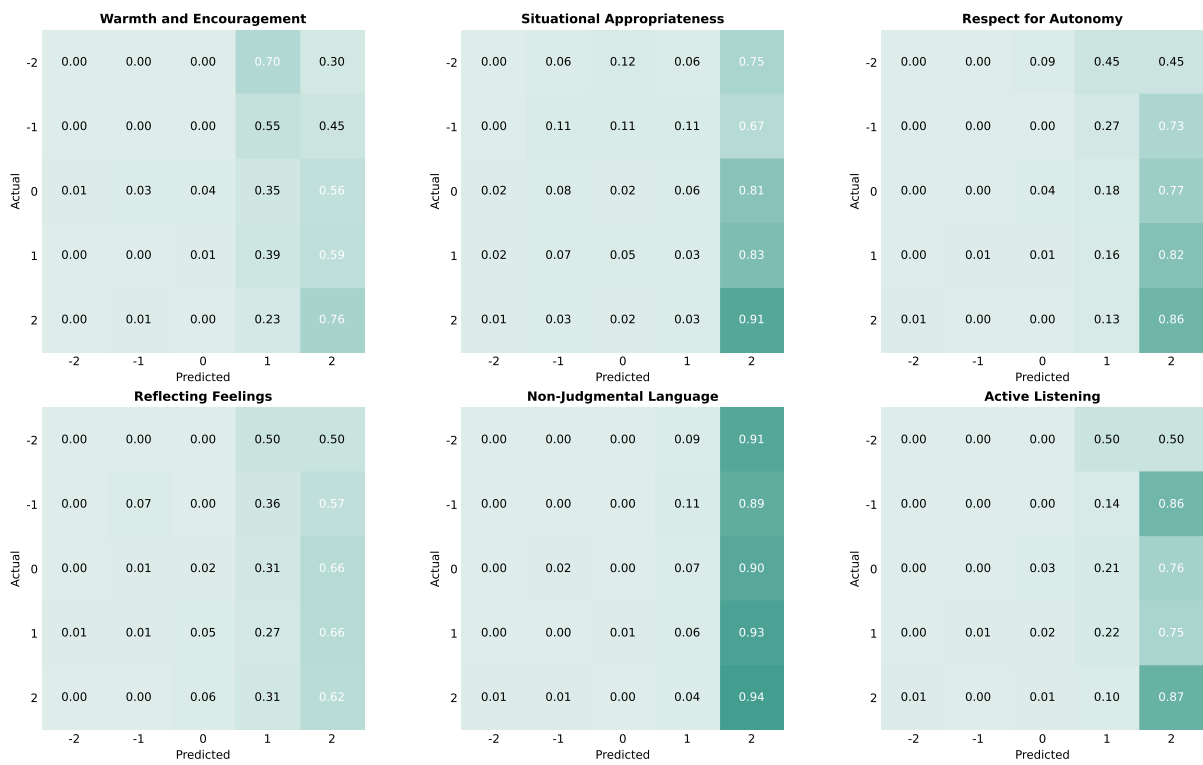 Warmth and Encouragement
-2 0.00 0.00 0.00 0.70 0.30
-1 0.00 0.00 0.00 0.55 0.45
Actual
0 0.01 0.03 0.04 0.35 0.56
1 0.00 0.00 0.01 0.39 0.59
2 0.00 0.01 0.00 0.23 0.76
-2 -1 0 1 2
Predicted
Situational Appropriateness
-2 0.00 0.06 0.12 0.06 0.75
-1 0.00 0.11 0.11 0.11 0.67
Actual
0 0.02 0.08 0.02 0.06 0.81
1 0.02 0.07 0.05 0.03 0.83
2 0.01 0.03 0.02 0.03 0.91
-2 -1 0 1 2
Predicted
Respect for Autonomy
-2 0.00 0.00 0.09 0.45 0.45
-1 0.00 0.00 0.00 0.27 0.73
Actual
0 0.00 0.00 0.04 0.18 0.77
1 0.00 0.01 0.01 0.16 0.82
2 0.01 0.00 0.00 0.13 0.86
-2 -1 0 1 2
Predicted
Reflecting Feelings
-2 0.00 0.00 0.00 0.50 0.50
-1 0.00 0.07 0.00 0.36 0.57
Actual
0 0.00 0.01 0.02 0.31 0.66
1 0.01 0.01 0.05 0.27 0.66
2 0.00 0.00 0.06 0.31 0.62
-2 -1 0 1 2
Predicted
Non-Judgmental Language
-2 0.00 0.00 0.00 0.09 0.91
-1 0.00 0.00 0.00 0.11 0.89
Actual
0 0.00 0.02 0.00 0.07 0.90
1 0.00 0.00 0.01 0.06 0.93
2 0.01 0.01 0.00 0.04 0.94
-2 -1 0 1 2
Predicted
Active Listening
-2 0.00 0.00 0.00 0.50 0.50
-1 0.00 0.00 0.00 0.14 0.86
Actual
0 0.00 0.00 0.03 0.21 0.76
1 0.00 0.01 0.02 0.22 0.75
2 0.01 0.00 0.01 0.10 0.87
-2 -1 0 1 2
Predicted